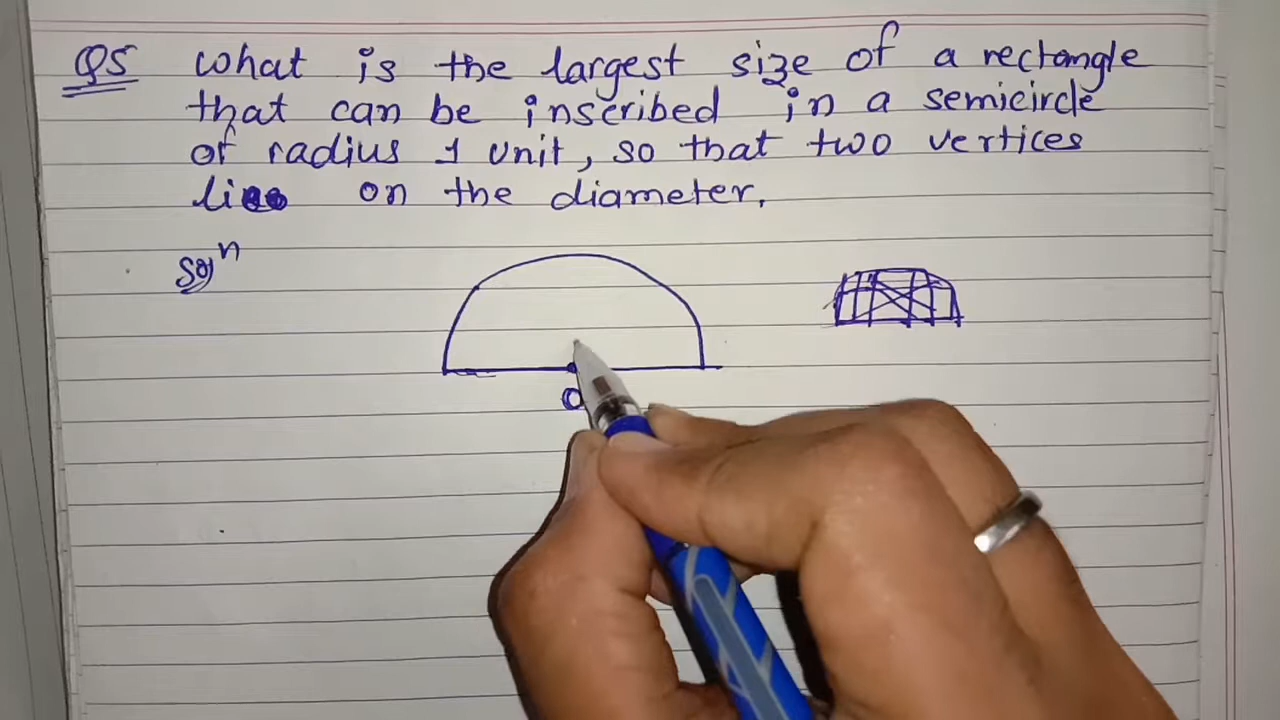 Q5 What is the largest size of a rectangle
that can be inscribed in a semicircle
of radius 1 unit, so that two vertices
lie on the diameter.
Solⁿ
O